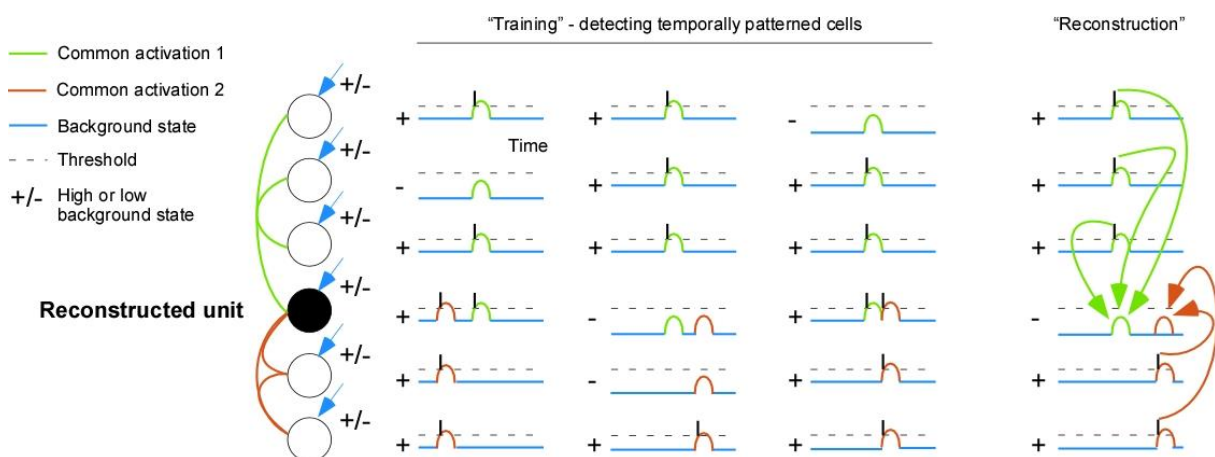 “Training” - detecting temporally patterned cells
“Reconstruction”
Common activation 1
Common activation 2
Background state
Threshold
+/- High or low
background state
Reconstructed unit
+/-
+/-
+/-
+/-
+/-
+/-
Time
+ + - +
- + + +
+ + + +
+ - + -
+ - + +
+ + + +